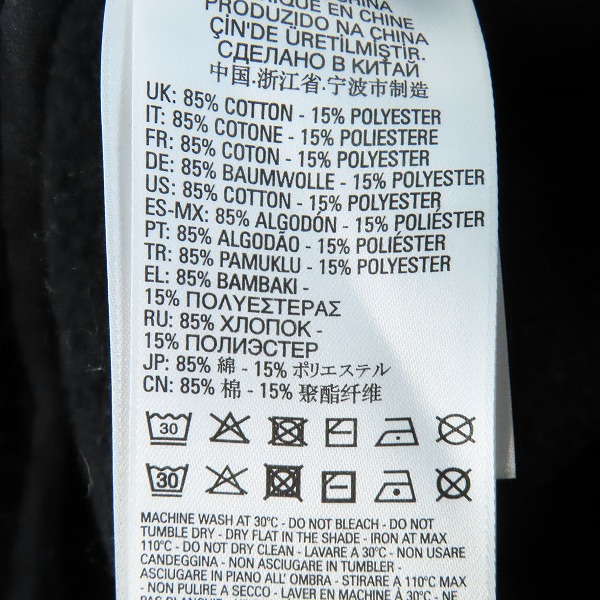 EN CHINE
PRODUZIDO NA CHINA
ÇİN'DE ÜRETİLMİŞTİR.
СДЕЛАНО В КИТАЙ
中国.浙江省.宁波市制造
UK: 85% COTTON - 15% POLYESTER
IT: 85% COTONE - 15% POLIESTERE
FR: 85% COTON - 15% POLYESTER
DE: 85% BAUMWOLLE - 15% POLYESTER
US: 85% COTTON - 15% POLYESTER
ES-MX: 85% ALGODÓN - 15% POLIÉSTER
PT: 85% ALGODÃO - 15% POLIÉSTER
TR: 85% PAMUKLU - 15% POLYESTER
EL: 85% ΒΑΜΒΑΚΙ -
15% ΠΟΛΥΕΣΤΕΡΑΣ
RU: 85% ХЛОПОК -
15% ПОЛИЭСТЕР
JP: 85% 綿 - 15% ポリエステル
CN: 85% 棉 - 15% 聚酯纤维
30
30
MACHINE WASH AT 30°C - DO NOT BLEACH - DO NOT
TUMBLE DRY - DRY FLAT IN THE SHADE - IRON AT MAX
110°C - DO NOT DRY CLEAN - LAVARE A 30°C - NON USARE
CANDEGGINA - NON ASCIUGARE IN TUMBLER -
ASCIUGARE IN PIANO ALL' OMBRA - STIRARE A 110°C MAX
- NON PULIRE A SECCO - LAVER EN MACHINE À 30°C - NE